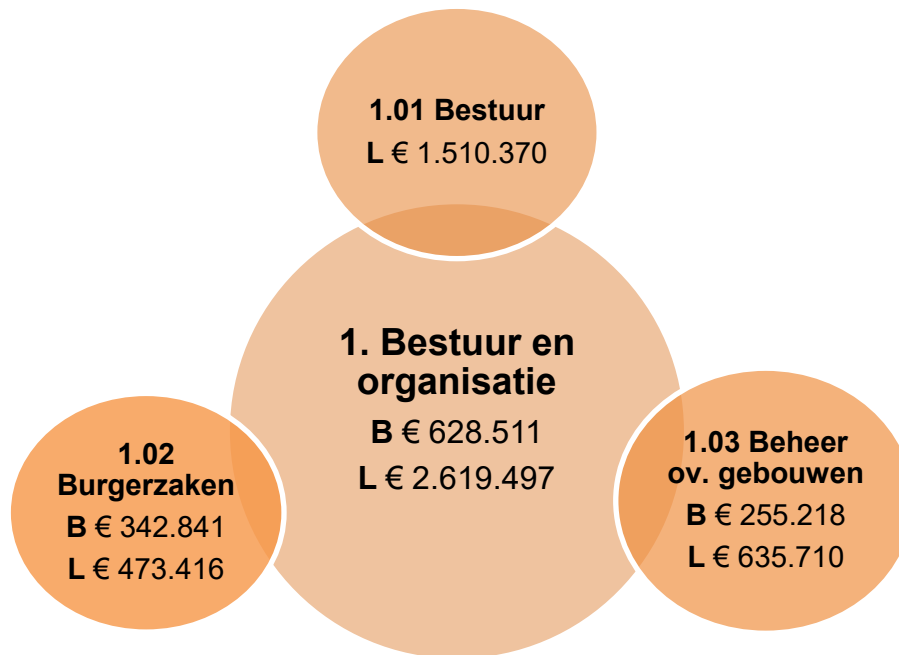 1.01 Bestuur
L € 1.510.370
1. Bestuur en
organisatie
B € 628.511
L € 2.619.497
1.02
Burgerzaken
B € 342.841
L € 473.416
1.03 Beheer
ov. gebouwen
B € 255.218
L € 635.710